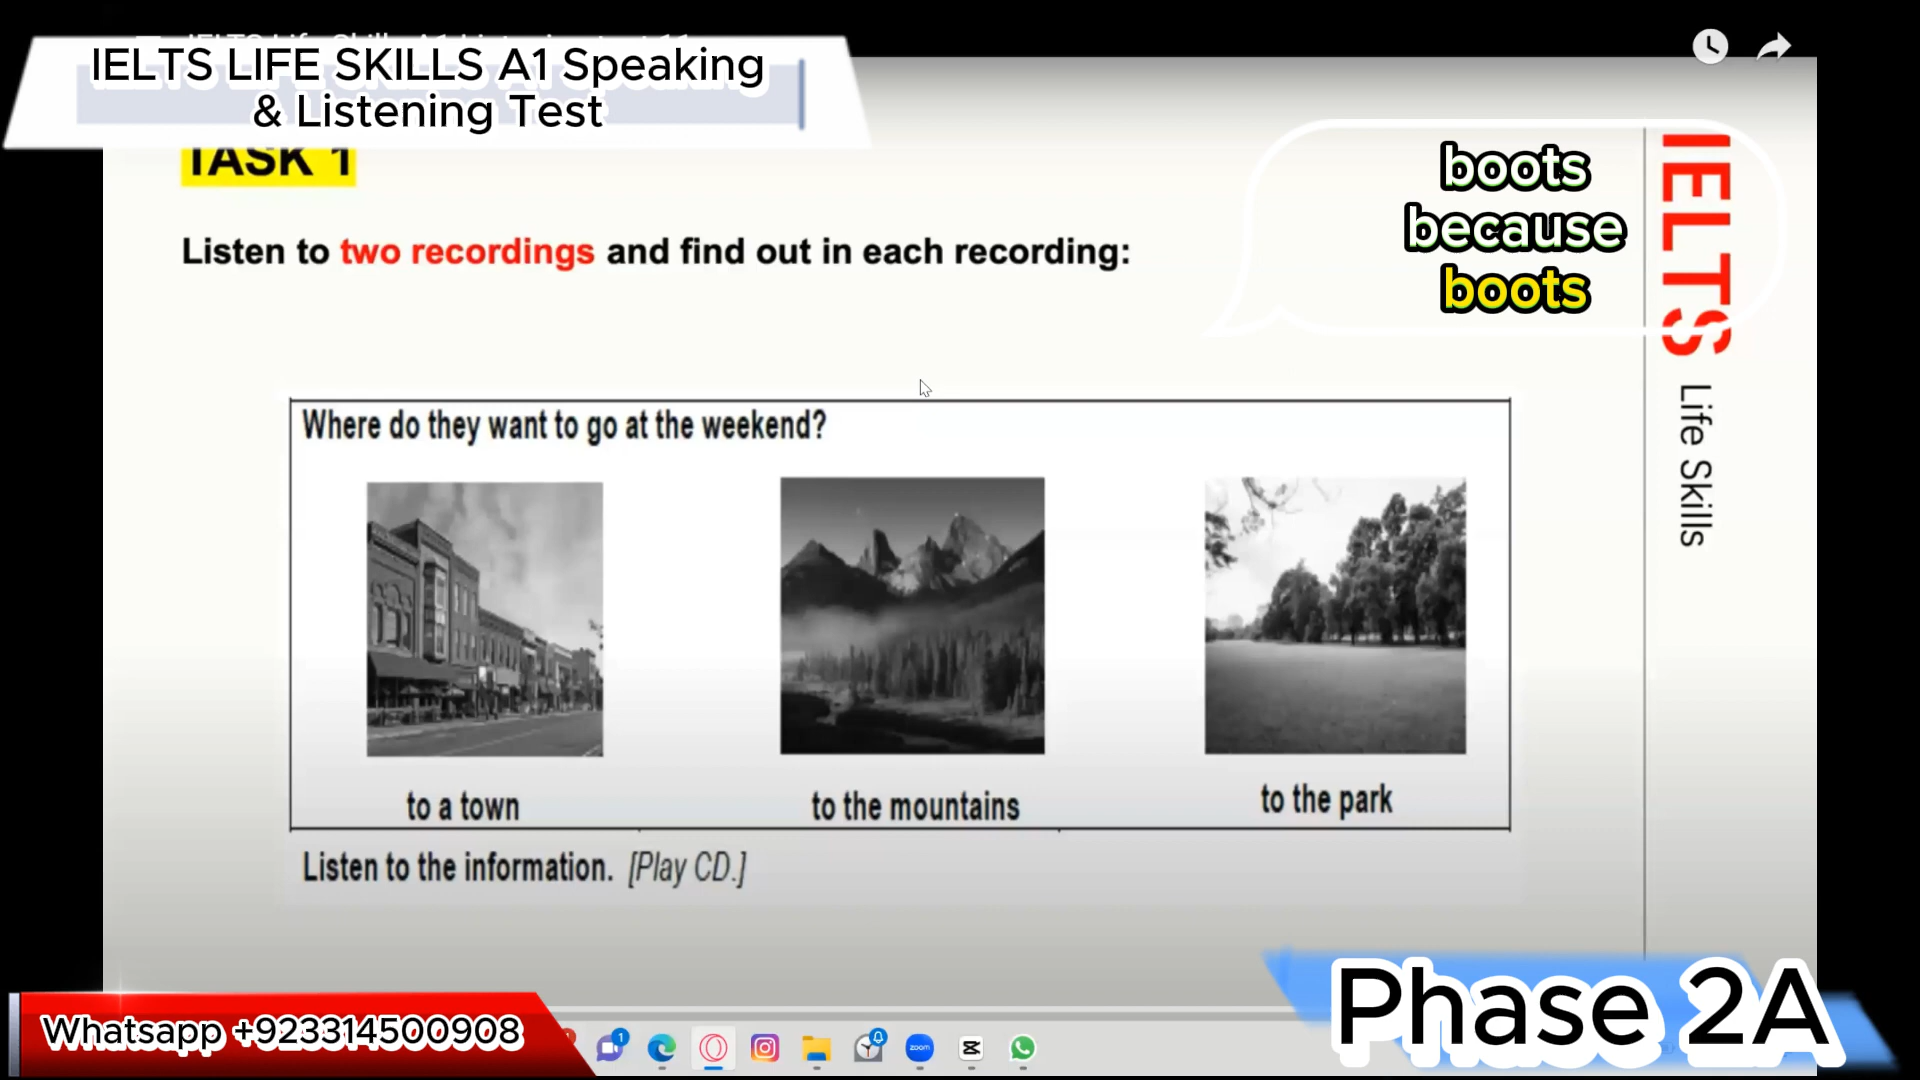 IELTS LIFE SKILLS A1 Speaking
& Listening Test
TASK 1
Listen to two recordings and find out in each recording:
boots
because
boots
IELTS Life Skills
Where do they want to go at the weekend?
to a town
to the mountains
to the park
Listen to the information. [Play CD.]
Whatsapp +923314500908
1
zoom
Phase 2A